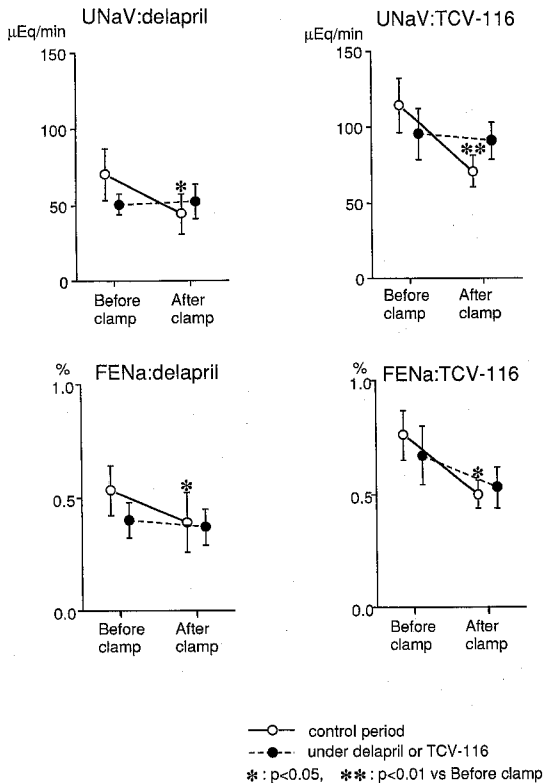 UNaV:delapril
μEq/min
150
100
50
0
*
Before clamp
After clamp
UNaV:TCV-116
μEq/min
150
100
50
0
**
Before clamp
After clamp
FENa:delapril
%
1.0
0.5
0.0
*
Before clamp
After clamp
FENa:TCV-116
%
1.0
0.5
0.0
*
Before clamp
After clamp
control period
under delapril or TCV-116
* : p<0.05, ** : p<0.01 vs Before clamp